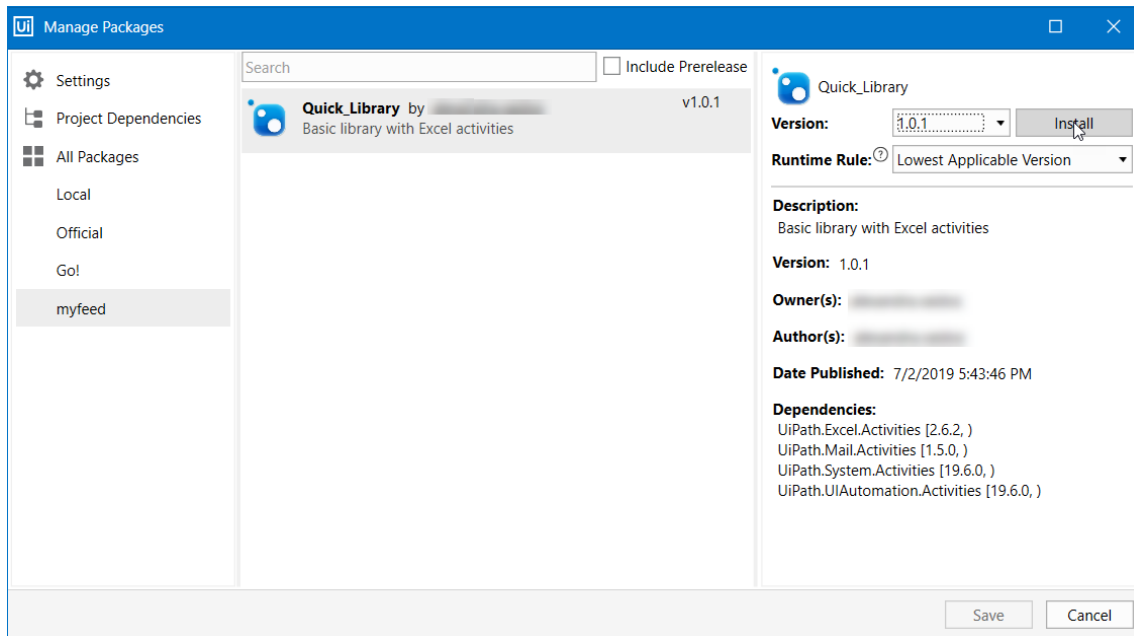 Ui Manage Packages
Settings
Project Dependencies
All Packages
Local
Official
Go!
myfeed
Search
Include Prerelease
Quick_Library by
v1.0.1
Basic library with Excel activities
Quick_Library
Version: 1.0.1 Install
Runtime Rule: ? Lowest Applicable Version
Description:
Basic library with Excel activities
Version: 1.0.1
Owner(s):
Author(s):
Date Published: 7/2/2019 5:43:46 PM
Dependencies:
UiPath.Excel.Activities [2.6.2, )
UiPath.Mail.Activities [1.5.0, )
UiPath.System.Activities [19.6.0, )
UiPath.UIAutomation.Activities [19.6.0, )
Save Cancel